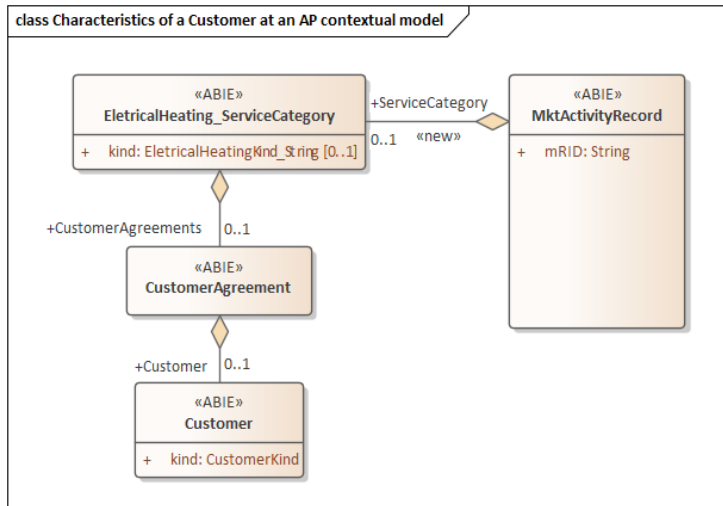 class Characteristics of a Customer at an AP contextual model
«ABIE»
EletricalHeating_ServiceCategory
+ kind: EletricalHeatingKind_String [0..1]
+ServiceCategory
0..1 «new»
«ABIE»
MktActivityRecord
+ mRID: String
+CustomerAgreements 0..1
«ABIE»
CustomerAgreement
+Customer 0..1
«ABIE»
Customer
+ kind: CustomerKind